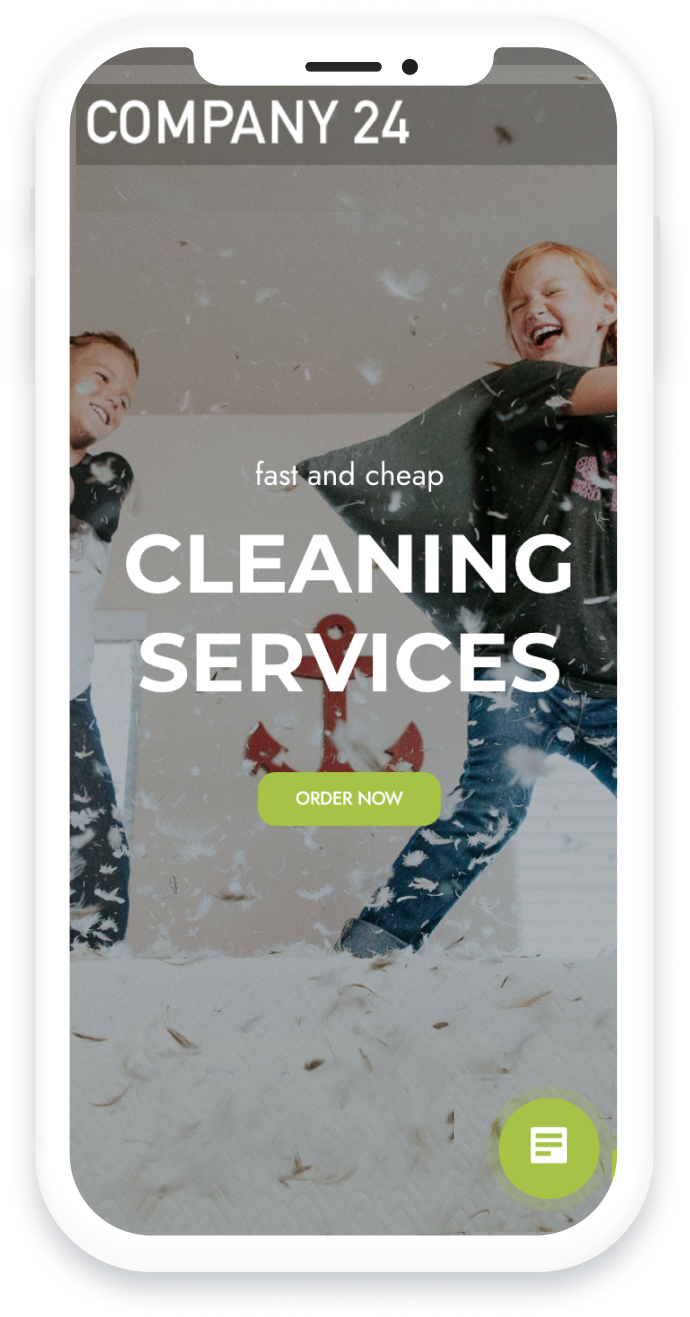 COMPANY 24
fast and cheap
CLEANING
SERVICES
ORDER NOW